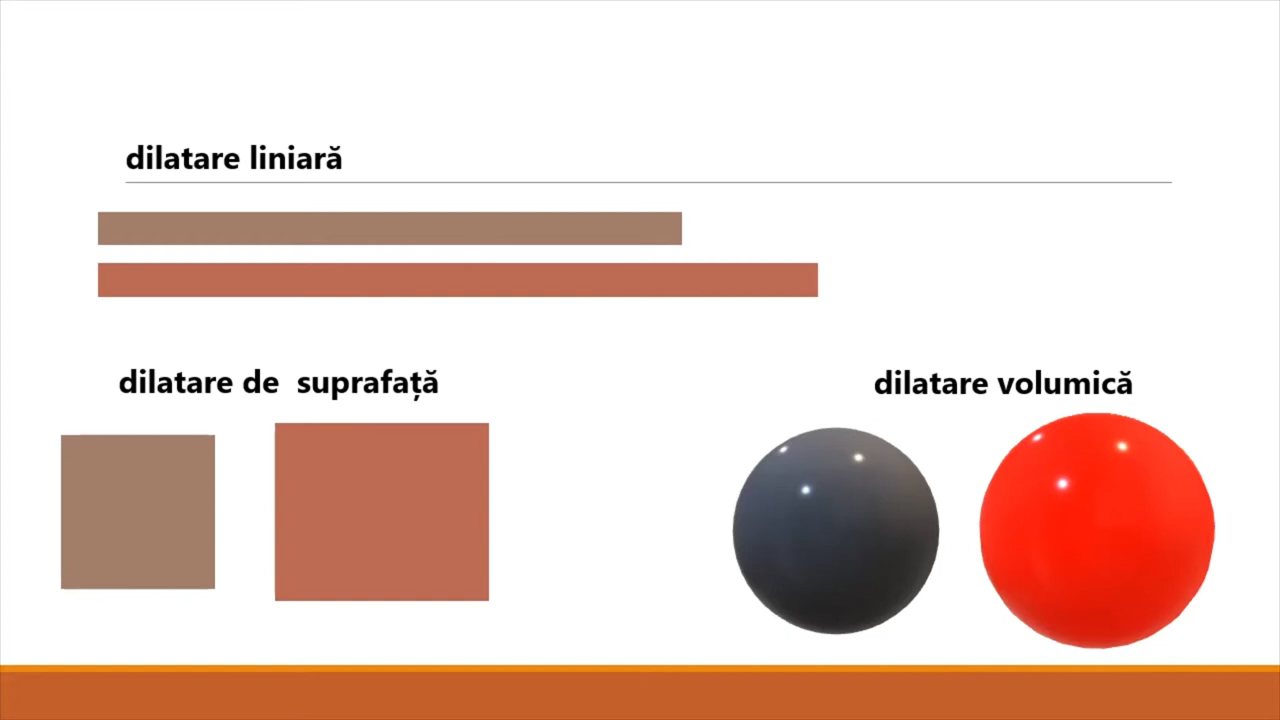 dilatare liniară
dilatare de  suprafață
dilatare volumică